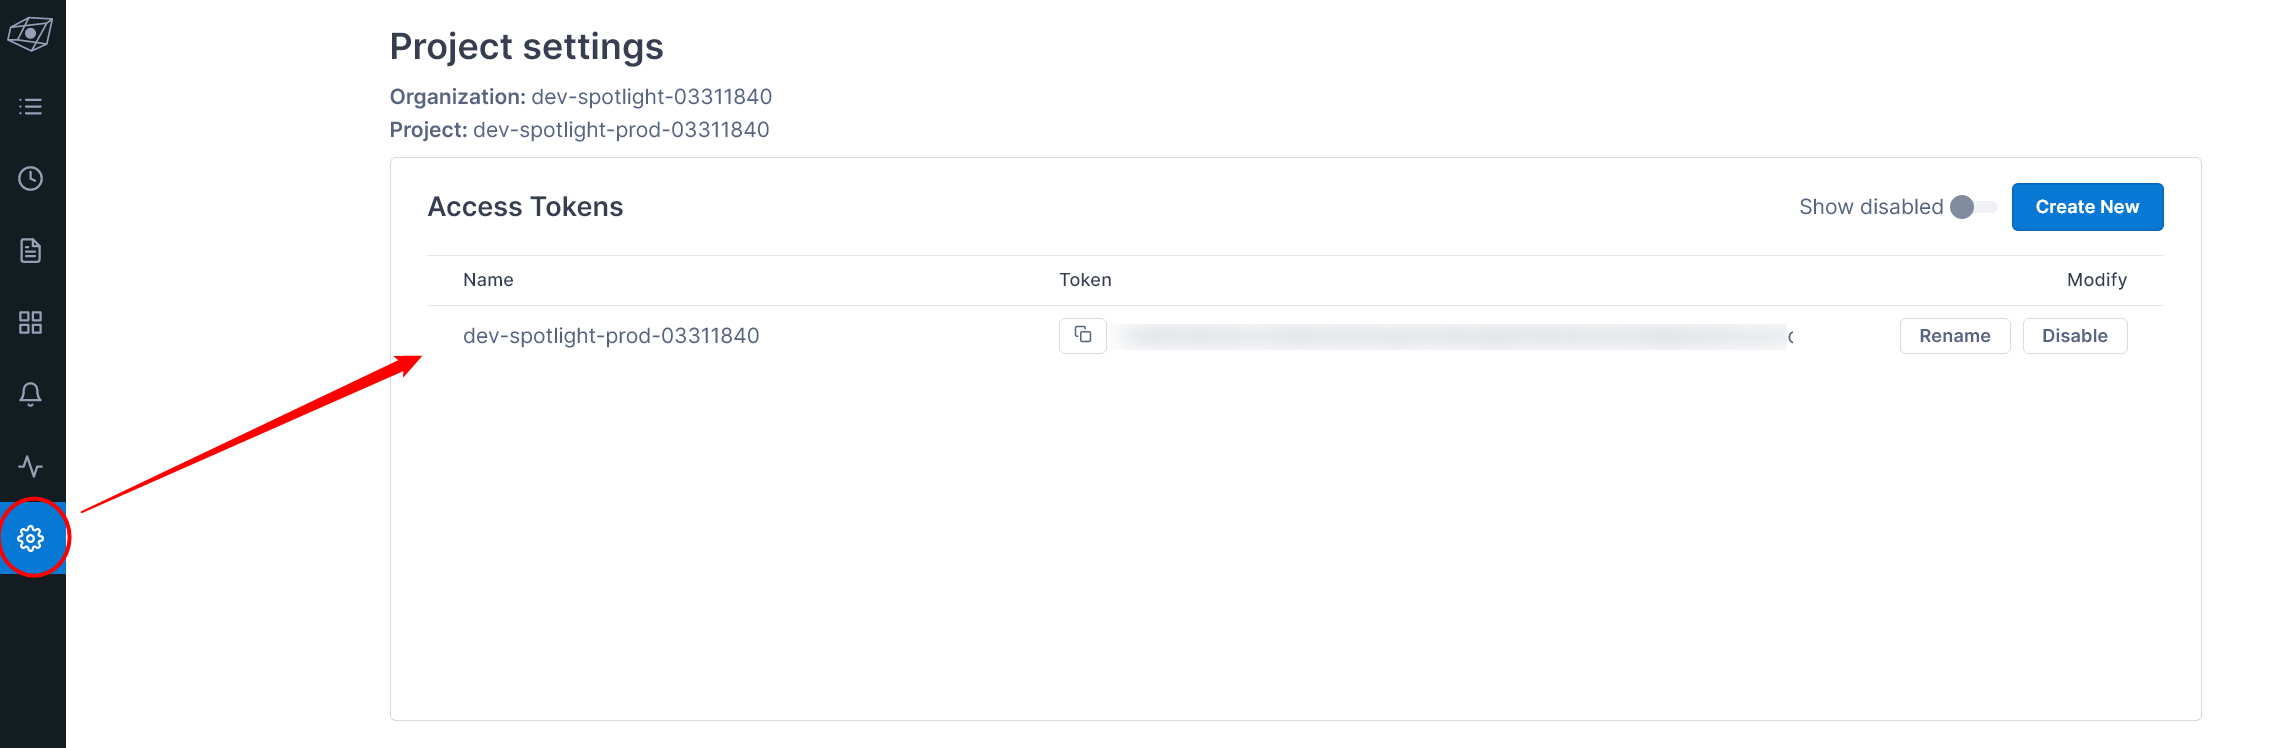 Project settings
Organization: dev-spotlight-03311840
Project: dev-spotlight-prod-03311840
Access Tokens
Show disabled
Create New
Name
Token
Modify
dev-spotlight-prod-03311840
Rename
Disable